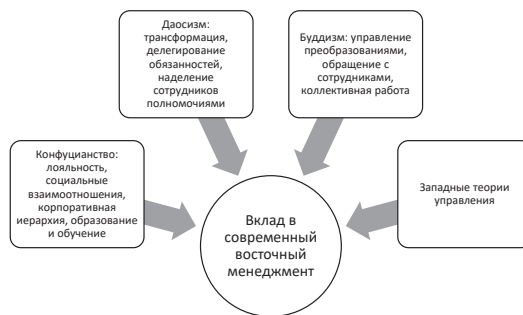 Даосизм:
трансформация,
делегирование
обязанностей,
наделение
сотрудников
полномочиями
Буддизм: управление
преобразованиями,
обращение с
сотрудниками,
коллективная работа
Конфуцианство:
лояльность,
социальные
взаимоотношения,
корпоративная
иерархия, образование
и обучение
Западные теории
управления
Вклад в
современный
восточный
менеджмент